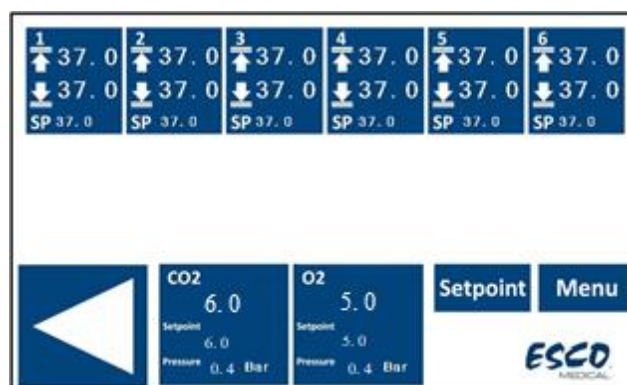 1 2 3 4 5 6
37.0 37.0 37.0 37.0 37.0 37.0
37.0 37.0 37.0 37.0 37.0 37.0
SP 37.0 SP 37.0 SP 37.0 SP 37.0 SP 37.0 SP 37.0
CO2
6.0
Setpoint
6.0
Pressure 0.4 Bar
O2
5.0
Setpoint
5.0
Pressure 0.4 Bar
Setpoint
Menu
ESCO
MEDICAL